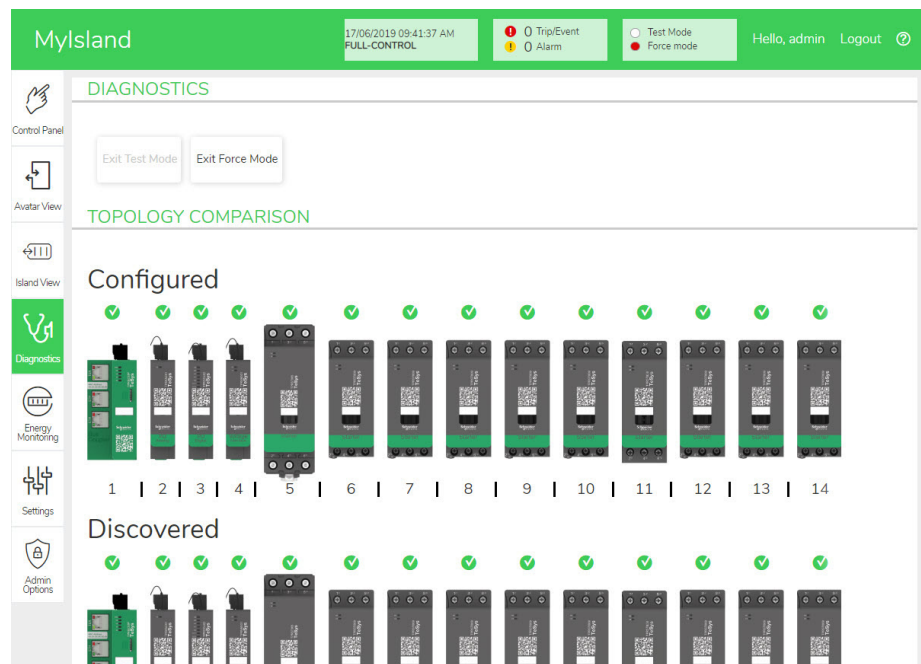 MyIsland
17/06/2019 09:41:37 AM
FULL-CONTROL
0 Trip/Event
0 Alarm
Test Mode
Force mode
Hello, admin
Logout
Control Panel
Avatar View
Island View
Diagnostics
Energy
Monitoring
Settings
Admin
Options
DIAGNOSTICS
Exit Test Mode
Exit Force Mode
TOPOLOGY COMPARISON
Configured
1 2 3 4 5 6 7 8 9 10 11 12 13 14
Discovered